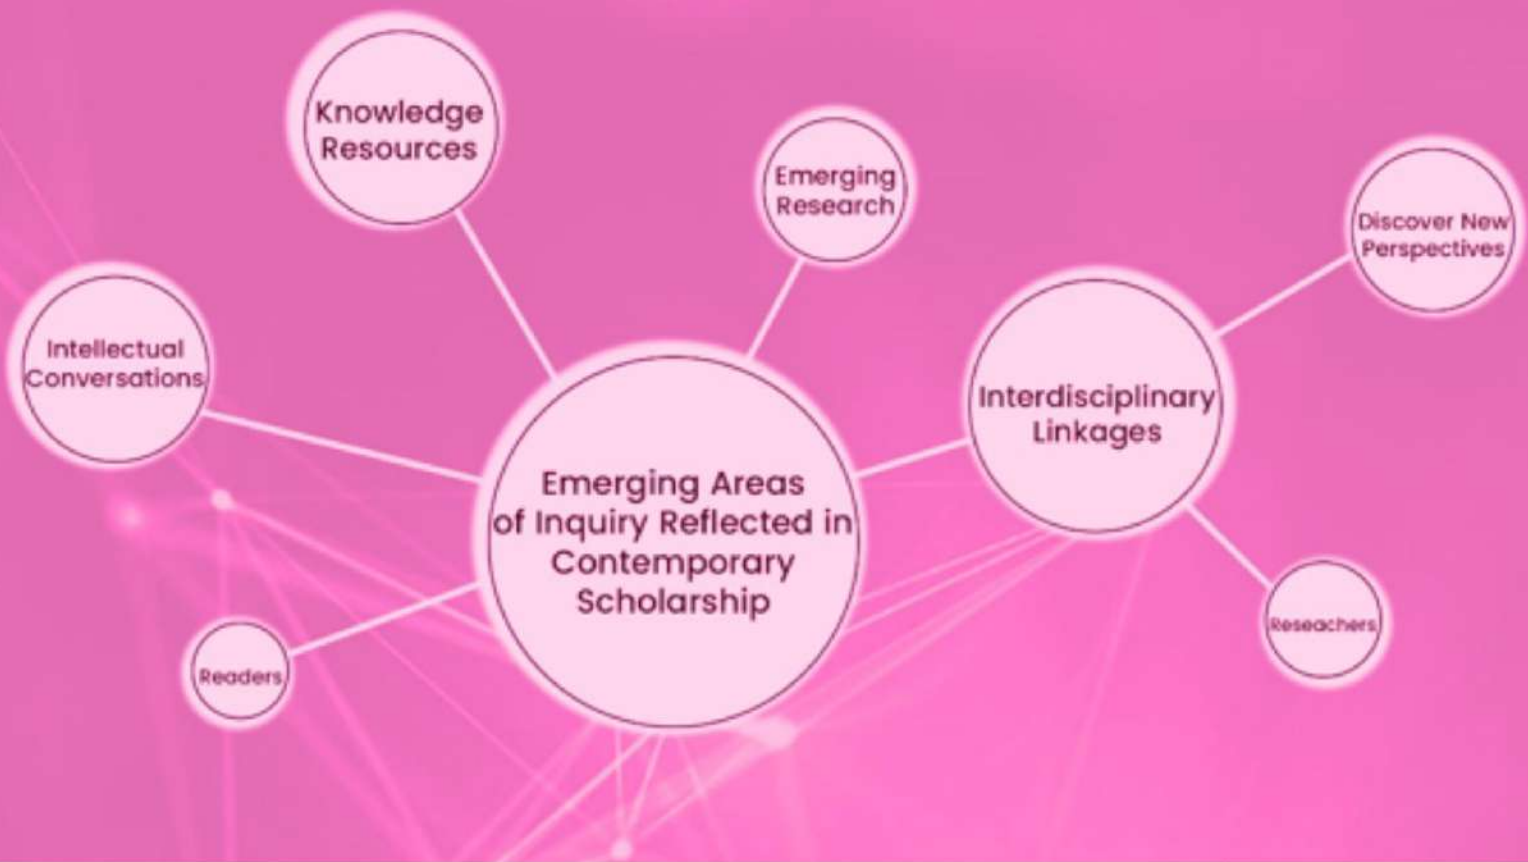 Knowledge
Resources
Emerging
Research
Discover New
Perspectives
Intellectual
Conversations
Interdisciplinary
Linkages
Emerging Areas
of Inquiry Reflected in
Contemporary
Scholarship
Readers
Reseachers